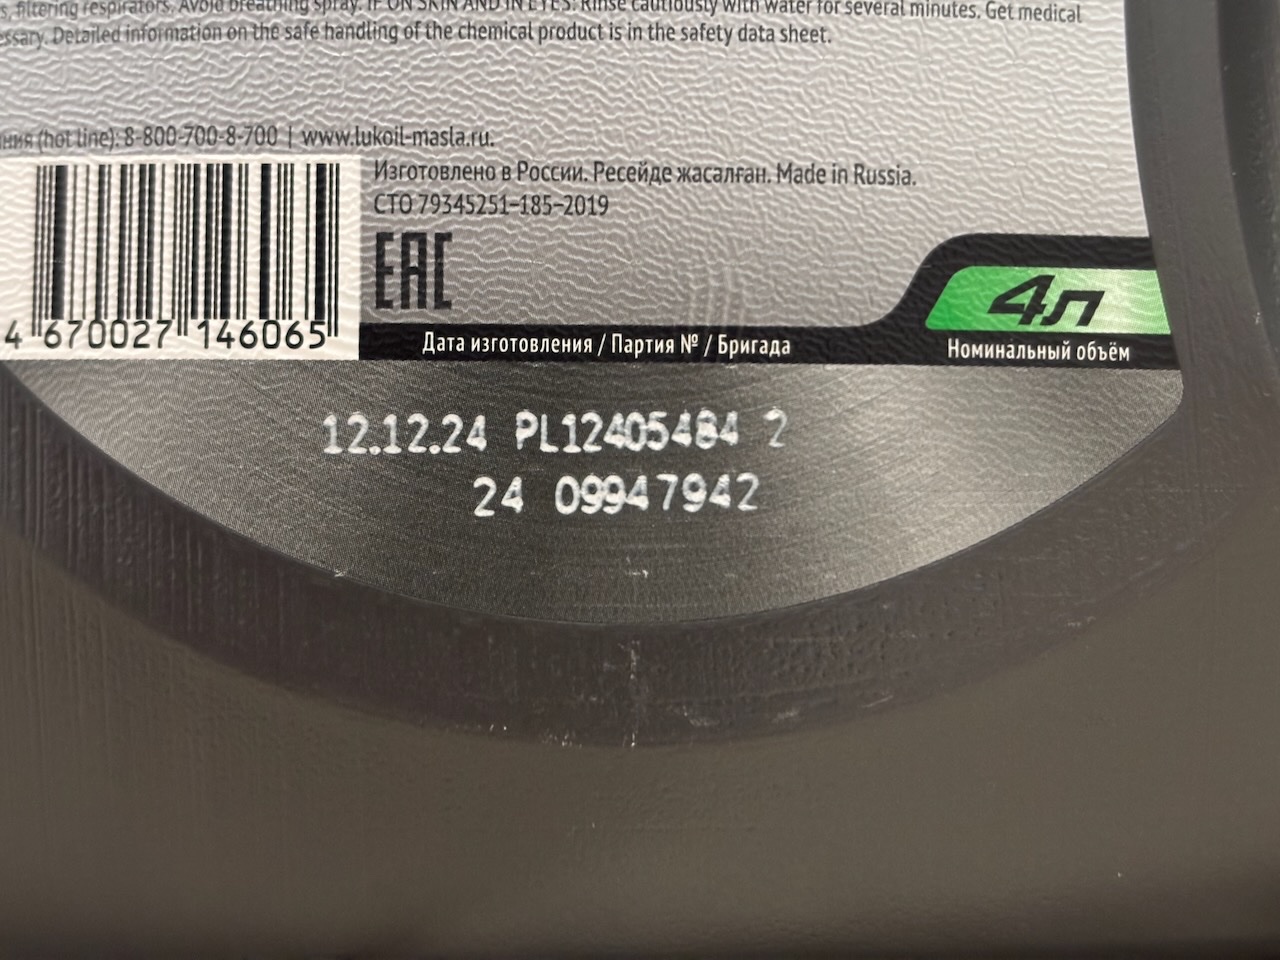 filtering respirators. Avoid breathing spray. IF ON SKIN AND IN EYES: Rinse cautiously with water for several minutes. Get medical
Detailed information on the safe handling of the chemical product is in the safety data sheet.
(hot line): 8-800-700-8-700 | www.lukoil-masla.ru.
Изготовлено в России. Ресейде жасалған. Made in Russia.
СТО 79345251-185-2019
EAC
4 670027 146065
4л
Дата изготовления / Партия № / Бригада
Номинальный объём
12.12.24 PL12405484 2
24 09947942